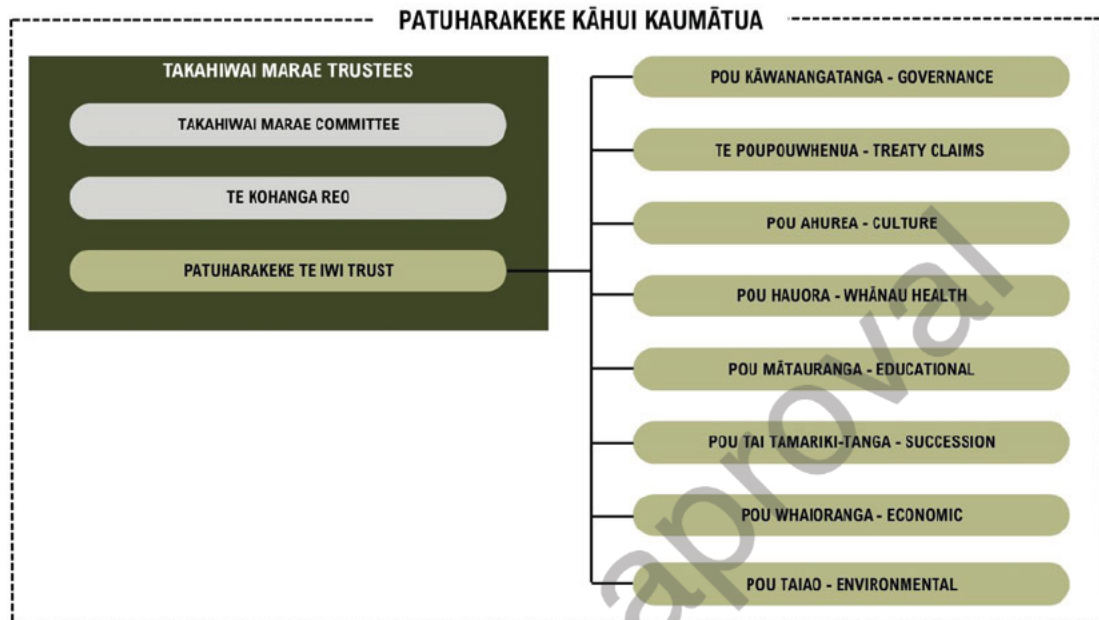 PATUHARAKEKE KĀHUI KAUMĀTUA
TAKAHIWAI MARAE TRUSTEES
TAKAHIWAI MARAE COMMITTEE
TE KOHANGA REO
PATUHARAKEKE TE IWI TRUST
POU KĀWANANGATANGA - GOVERNANCE
TE POUPOUWHENUA - TREATY CLAIMS
POU AHUREA - CULTURE
POU HAUORA - WHĀNAU HEALTH
POU MĀTAURANGA - EDUCATIONAL
POU TAI TAMARIKI-TANGA - SUCCESSION
POU WHAIORANGA - ECONOMIC
POU TAIAO - ENVIRONMENTAL
aproval